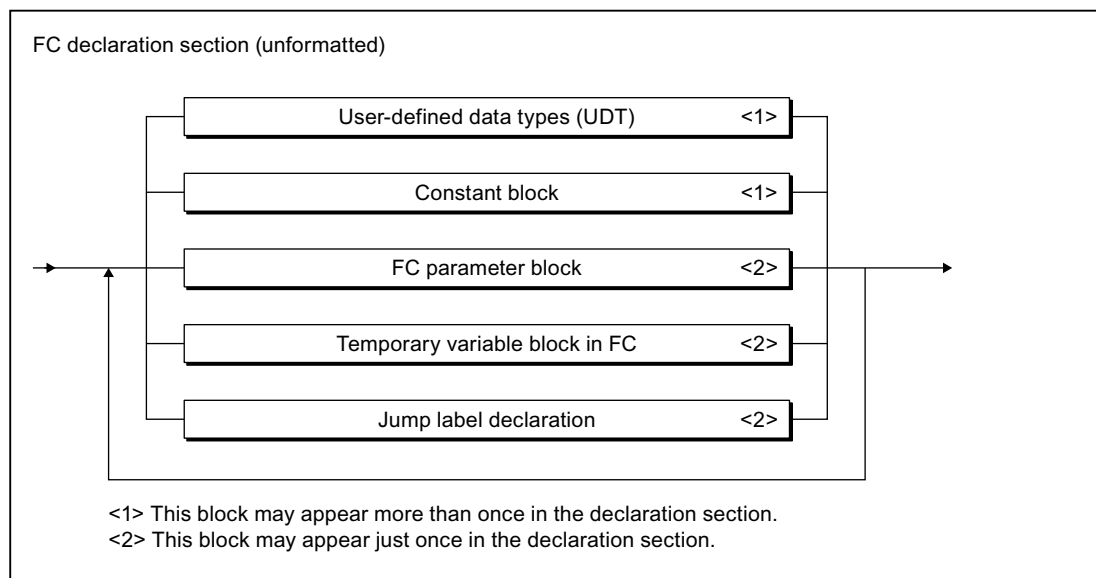 FC declaration section (unformatted)
User-defined data types (UDT) <1>
Constant block <1>
FC parameter block <2>
Temporary variable block in FC <2>
Jump label declaration <2>
<1> This block may appear more than once in the declaration section.
<2> This block may appear just once in the declaration section.